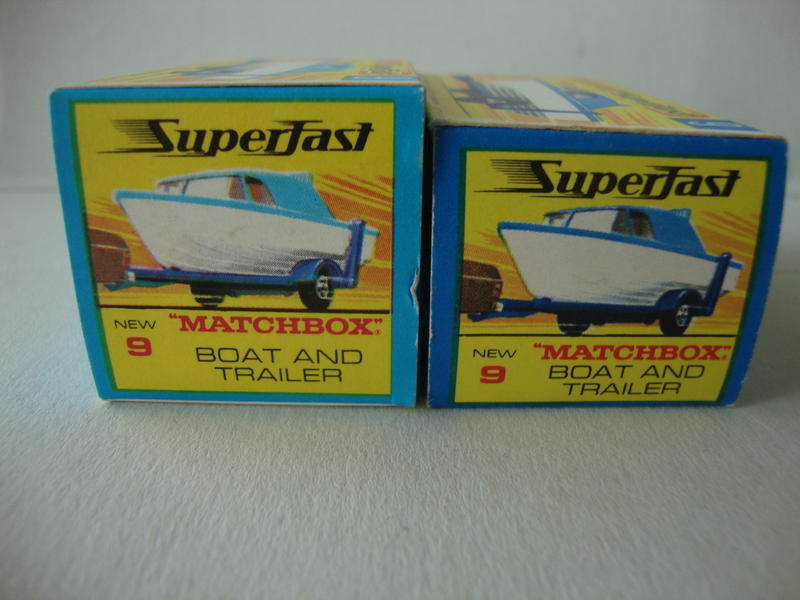 Superfast
NEW "MATCHBOX"®
9 BOAT AND
TRAILER
Superfast
NEW "MATCHBOX"®
9 BOAT AND
TRAILER